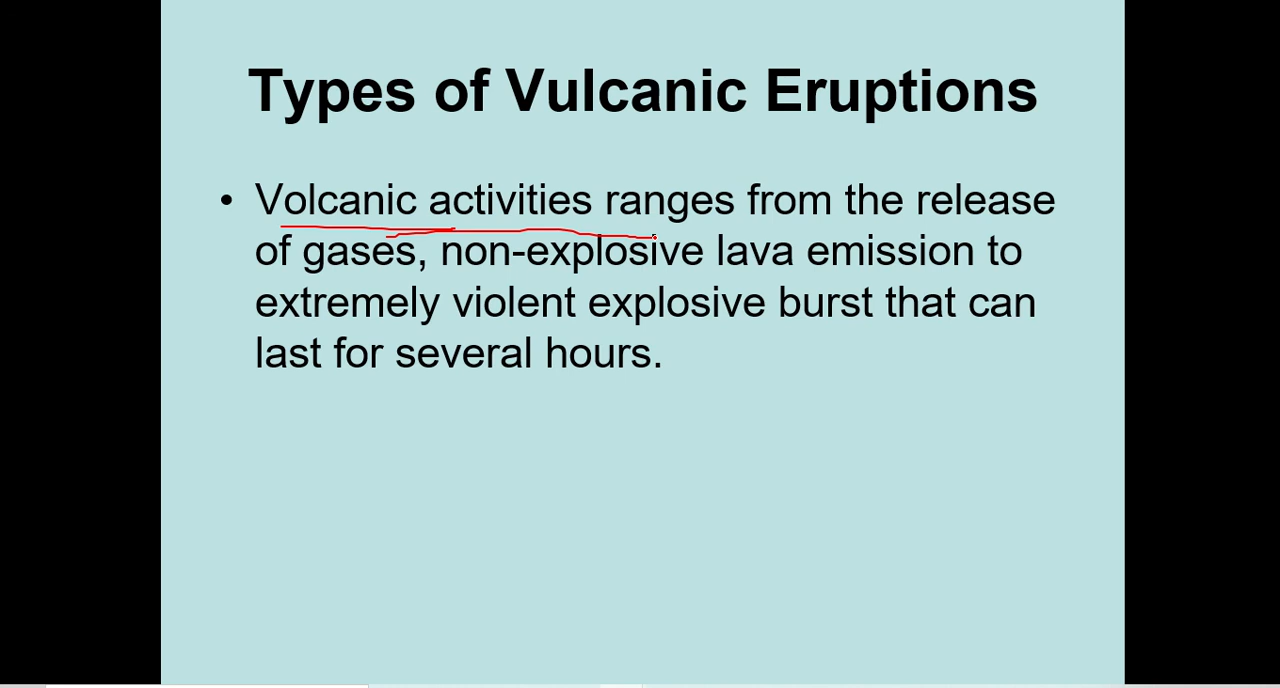 Types of Vulcanic Eruptions
• Volcanic activities ranges from the release
of gases, non-explosive lava emission to
extremely violent explosive burst that can
last for several hours.